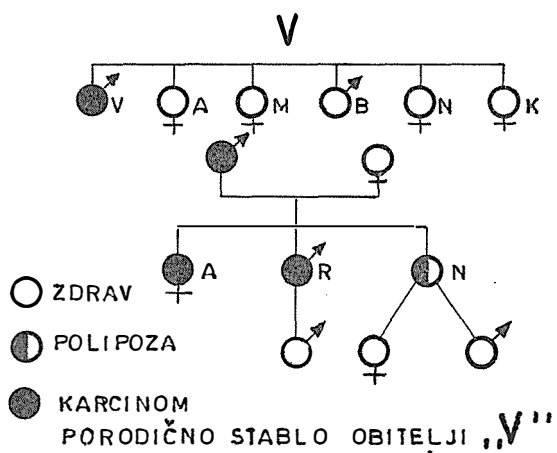 V
V A M B N K
A R N
ZDRAV
POLIPOZA
KARCINOM
PORODIČNO STABLO OBITELJI „V"